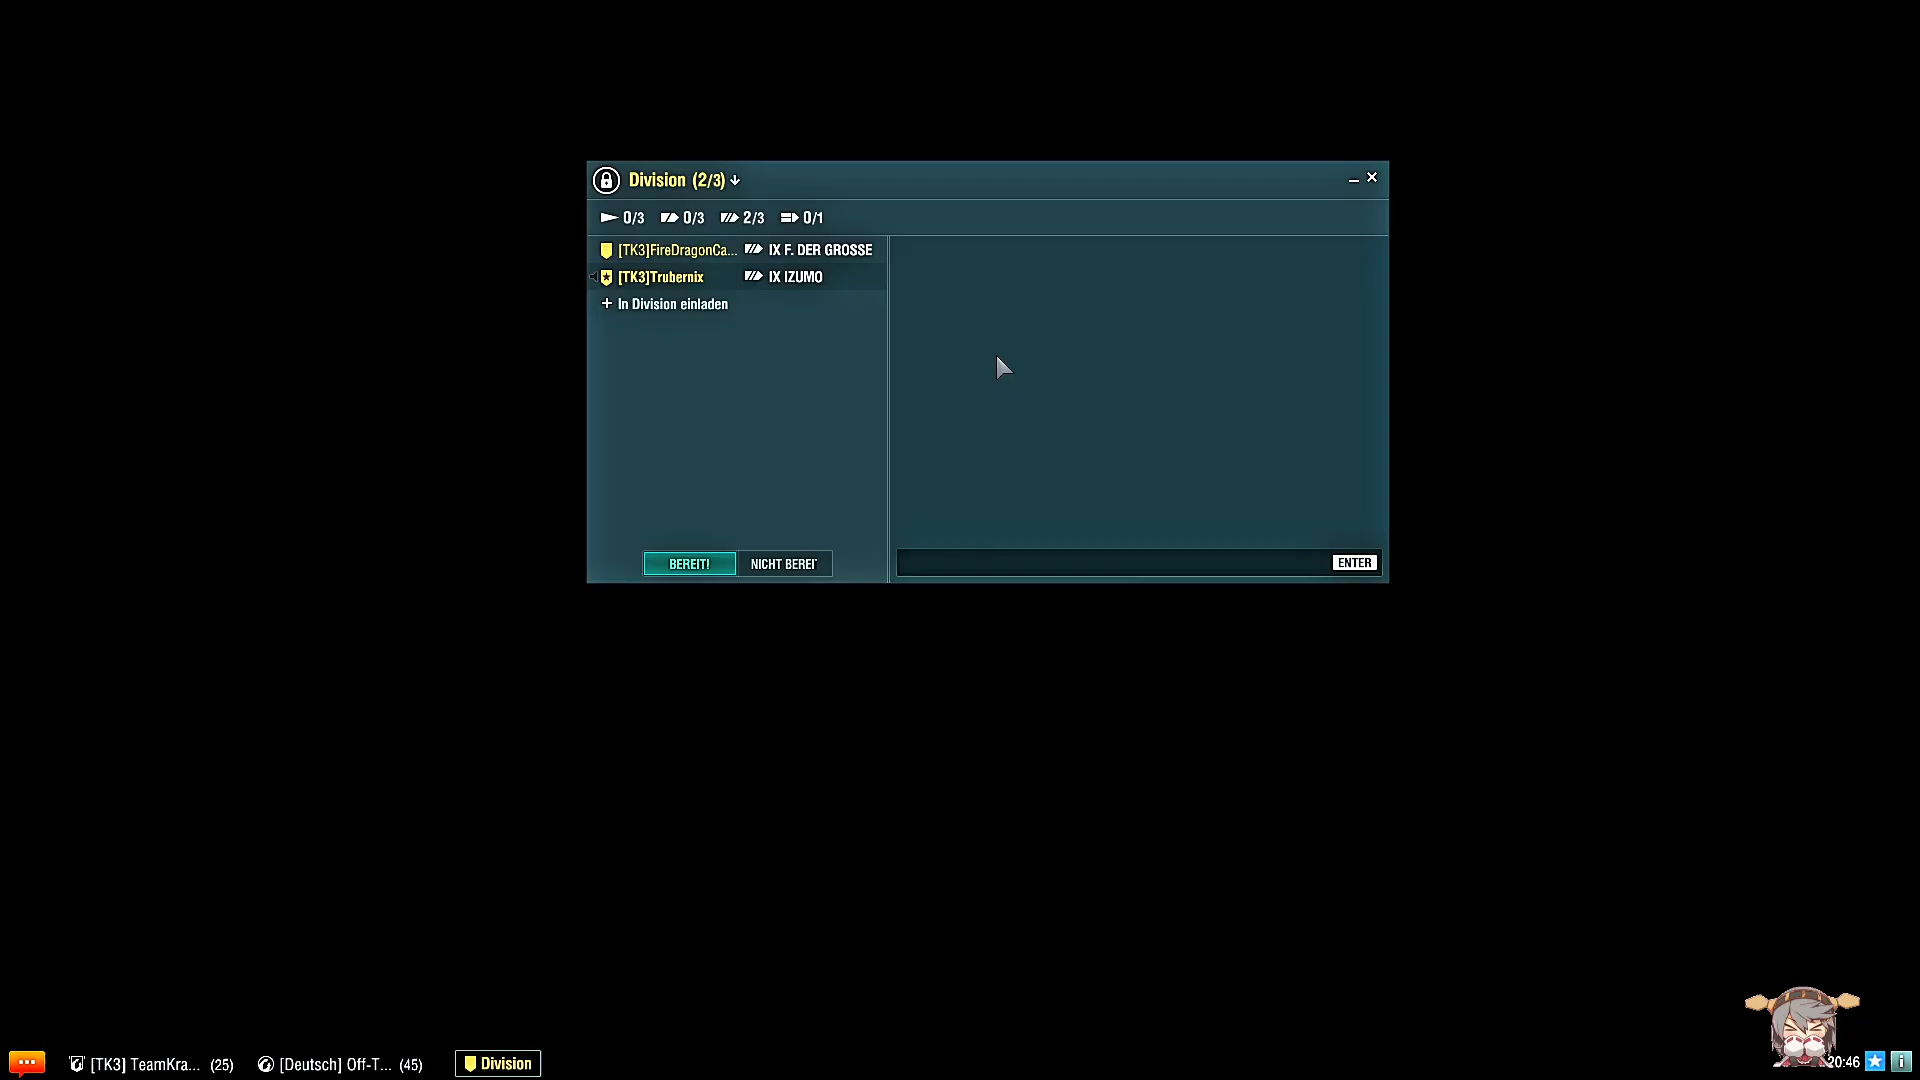 Division (2/3)
0/3 0/3 2/3 0/1
[TK3]FireDragonCa... IX F. DER GROSSE
[TK3]Trubernix IX IZUMO
+ In Division einladen
BEREIT! NICHT BEREIT
ENTER
[TK3] TeamKra... (25) [Deutsch] Off-T... (45) Division
20:46